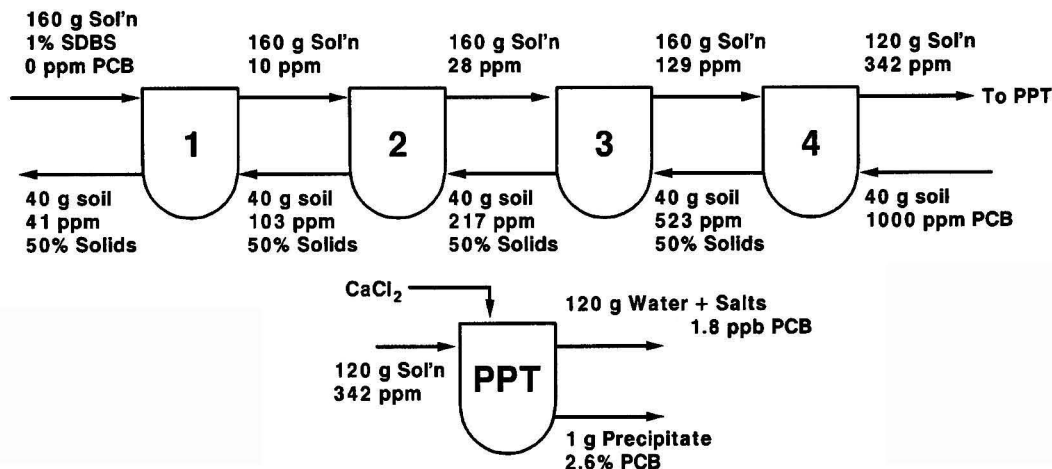 160 g Sol'n
1% SDBS
0 ppm PCB
160 g Sol'n
10 ppm
160 g Sol'n
28 ppm
160 g Sol'n
129 ppm
120 g Sol'n
342 ppm
1
2
3
4
To PPT
40 g soil
41 ppm
50% Solids
40 g soil
103 ppm
50% Solids
40 g soil
217 ppm
50% Solids
40 g soil
523 ppm
50% Solids
40 g soil
1000 ppm PCB
CaCl₂
120 g Water + Salts
1.8 ppb PCB
120 g Sol'n
342 ppm
PPT
1 g Precipitate
2.6% PCB